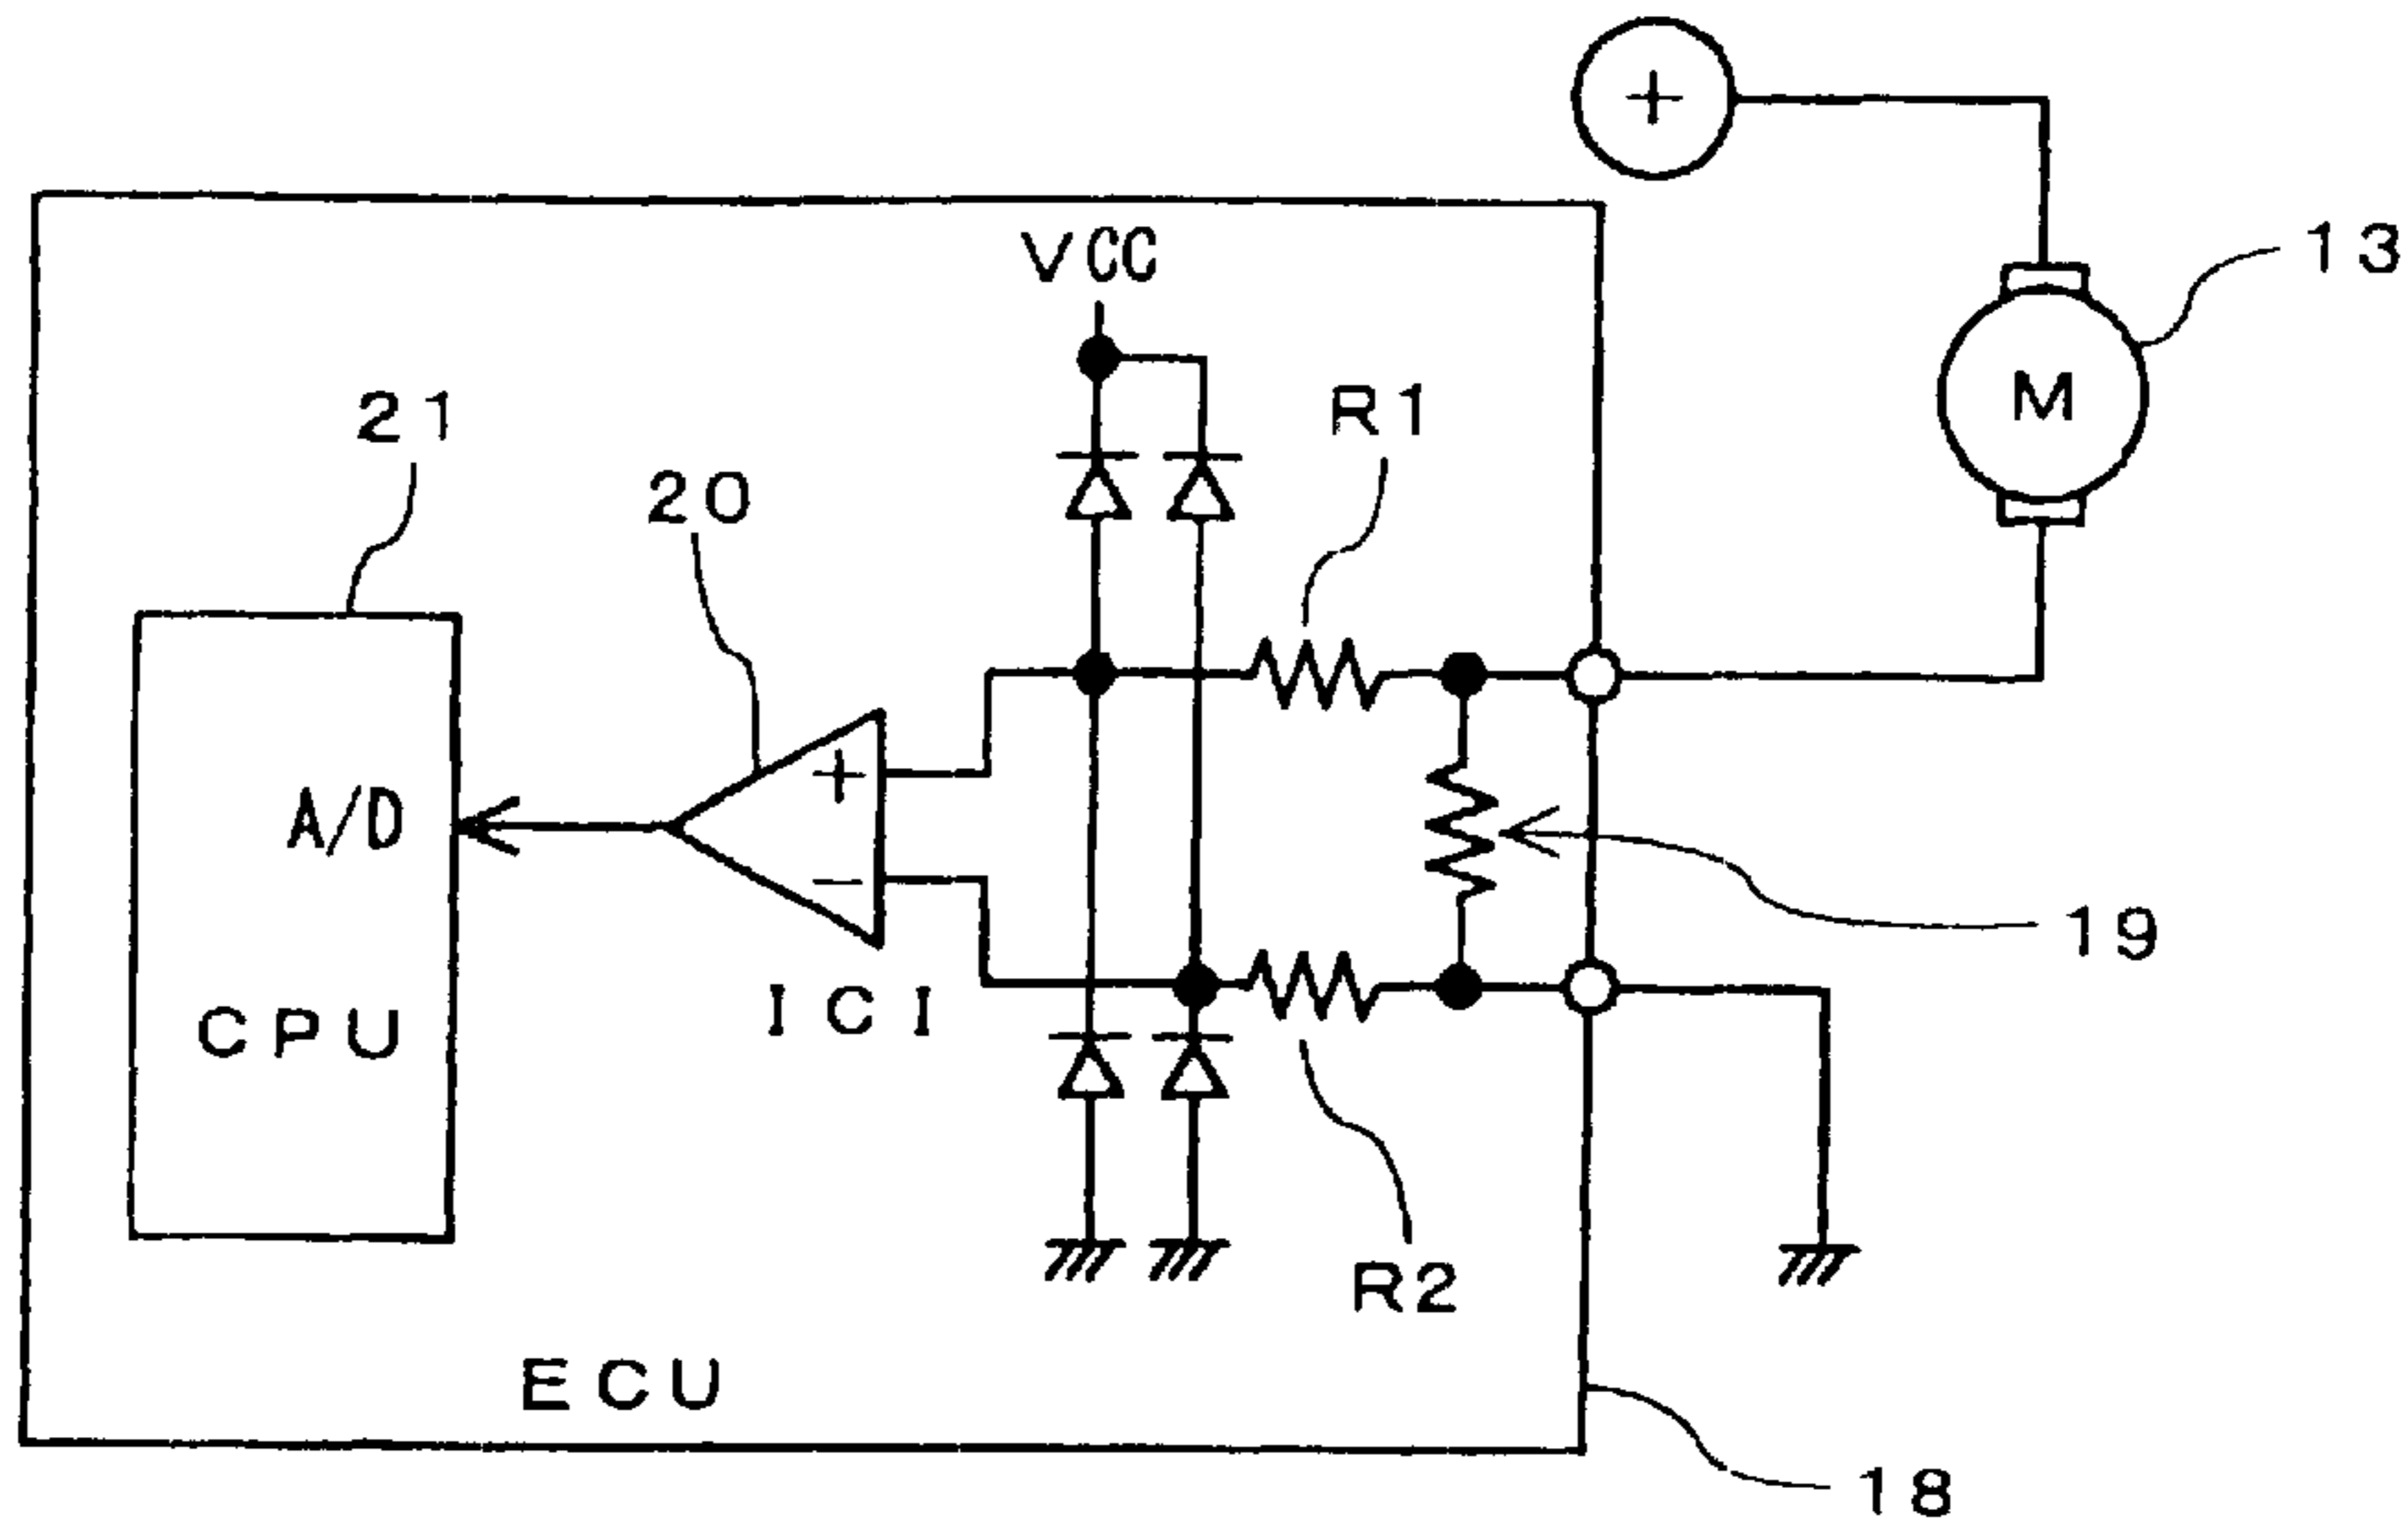 +
VCC
13
M
21
R1
20
+
A/D
−
19
CPU
ICI
R2
ECU
18